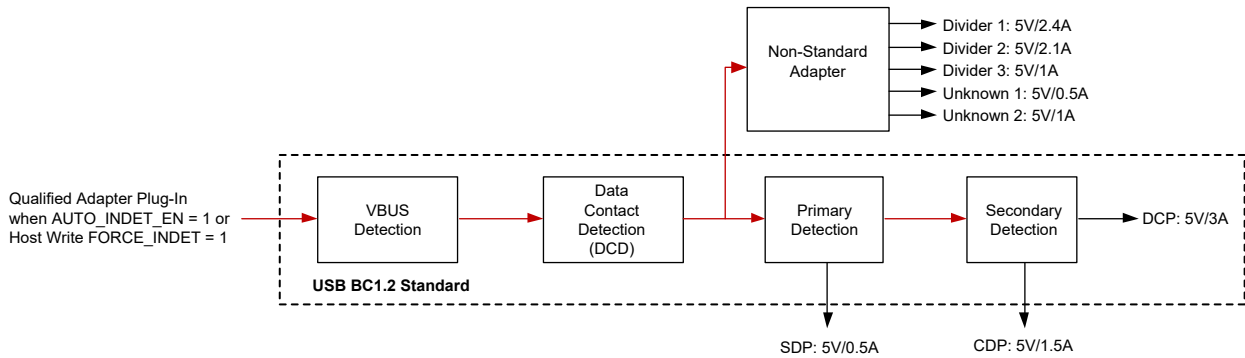 Non-Standard
Adapter
Divider 1: 5V/2.4A
Divider 2: 5V/2.1A
Divider 3: 5V/1A
Unknown 1: 5V/0.5A
Unknown 2: 5V/1A
Qualified Adapter Plug-In
when AUTO_INDET_EN = 1 or
Host Write FORCE_INDET = 1
VBUS
Detection
Data
Contact
Detection
(DCD)
Primary
Detection
Secondary
Detection
DCP: 5V/3A
USB BC1.2 Standard
SDP: 5V/0.5A
CDP: 5V/1.5A